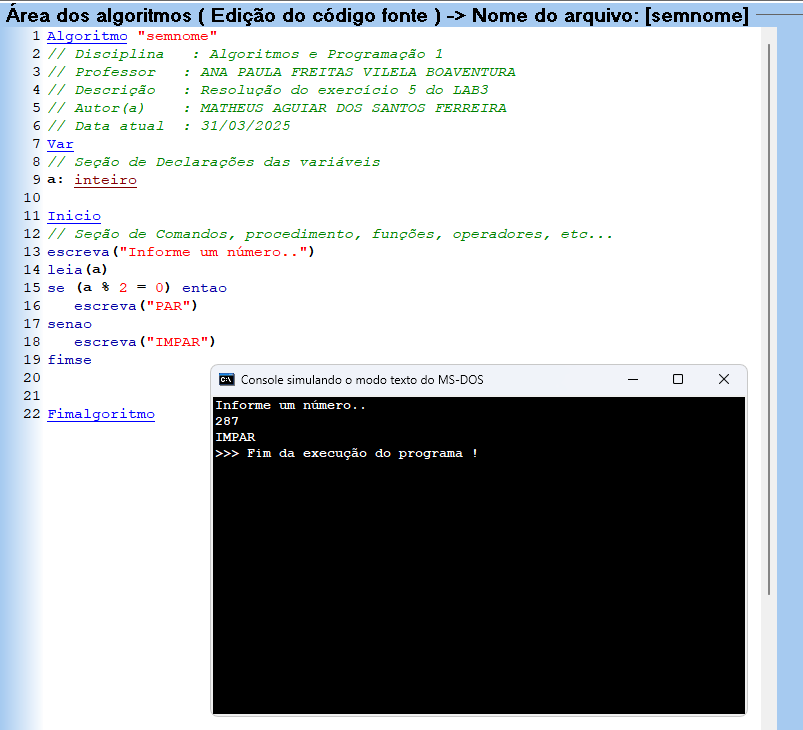 Área dos algoritmos ( Edição do código fonte ) -> Nome do arquivo: [semnome]
1 Algoritmo "semnome"
2 // Disciplina   : Algoritmos e Programação 1
3 // Professor   : ANA PAULA FREITAS VILELA BOAVENTURA
4 // Descrição   : Resolução do exercício 5 do LAB3
5 // Autor(a)    : MATHEUS AGUIAR DOS SANTOS FERREIRA
6 // Data atual  : 31/03/2025
7 Var
8 // Seção de Declarações das variáveis
9 a: inteiro
10
11 Inicio
12 // Seção de Comandos, procedimento, funções, operadores, etc...
13 escreva("Informe um número..")
14 leia(a)
15 se (a % 2 = 0) entao
16    escreva("PAR")
17 senao
18    escreva("IMPAR")
19 fimse
20
21
22 Fimalgoritmo
C:\ Console simulando o modo texto do MS-DOS
Informe um número..
287
IMPAR
>>> Fim da execução do programa !